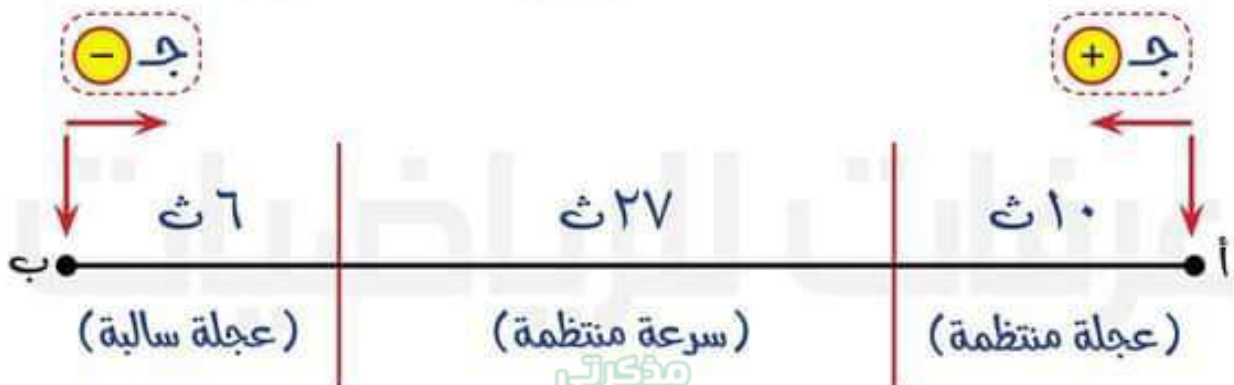 جـ + جـ −
١٠ ث ٢٧ ث ٦ ث
أ ب
(عجلة منتظمة) (سرعة منتظمة) (عجلة سالبة)
مذكرتي